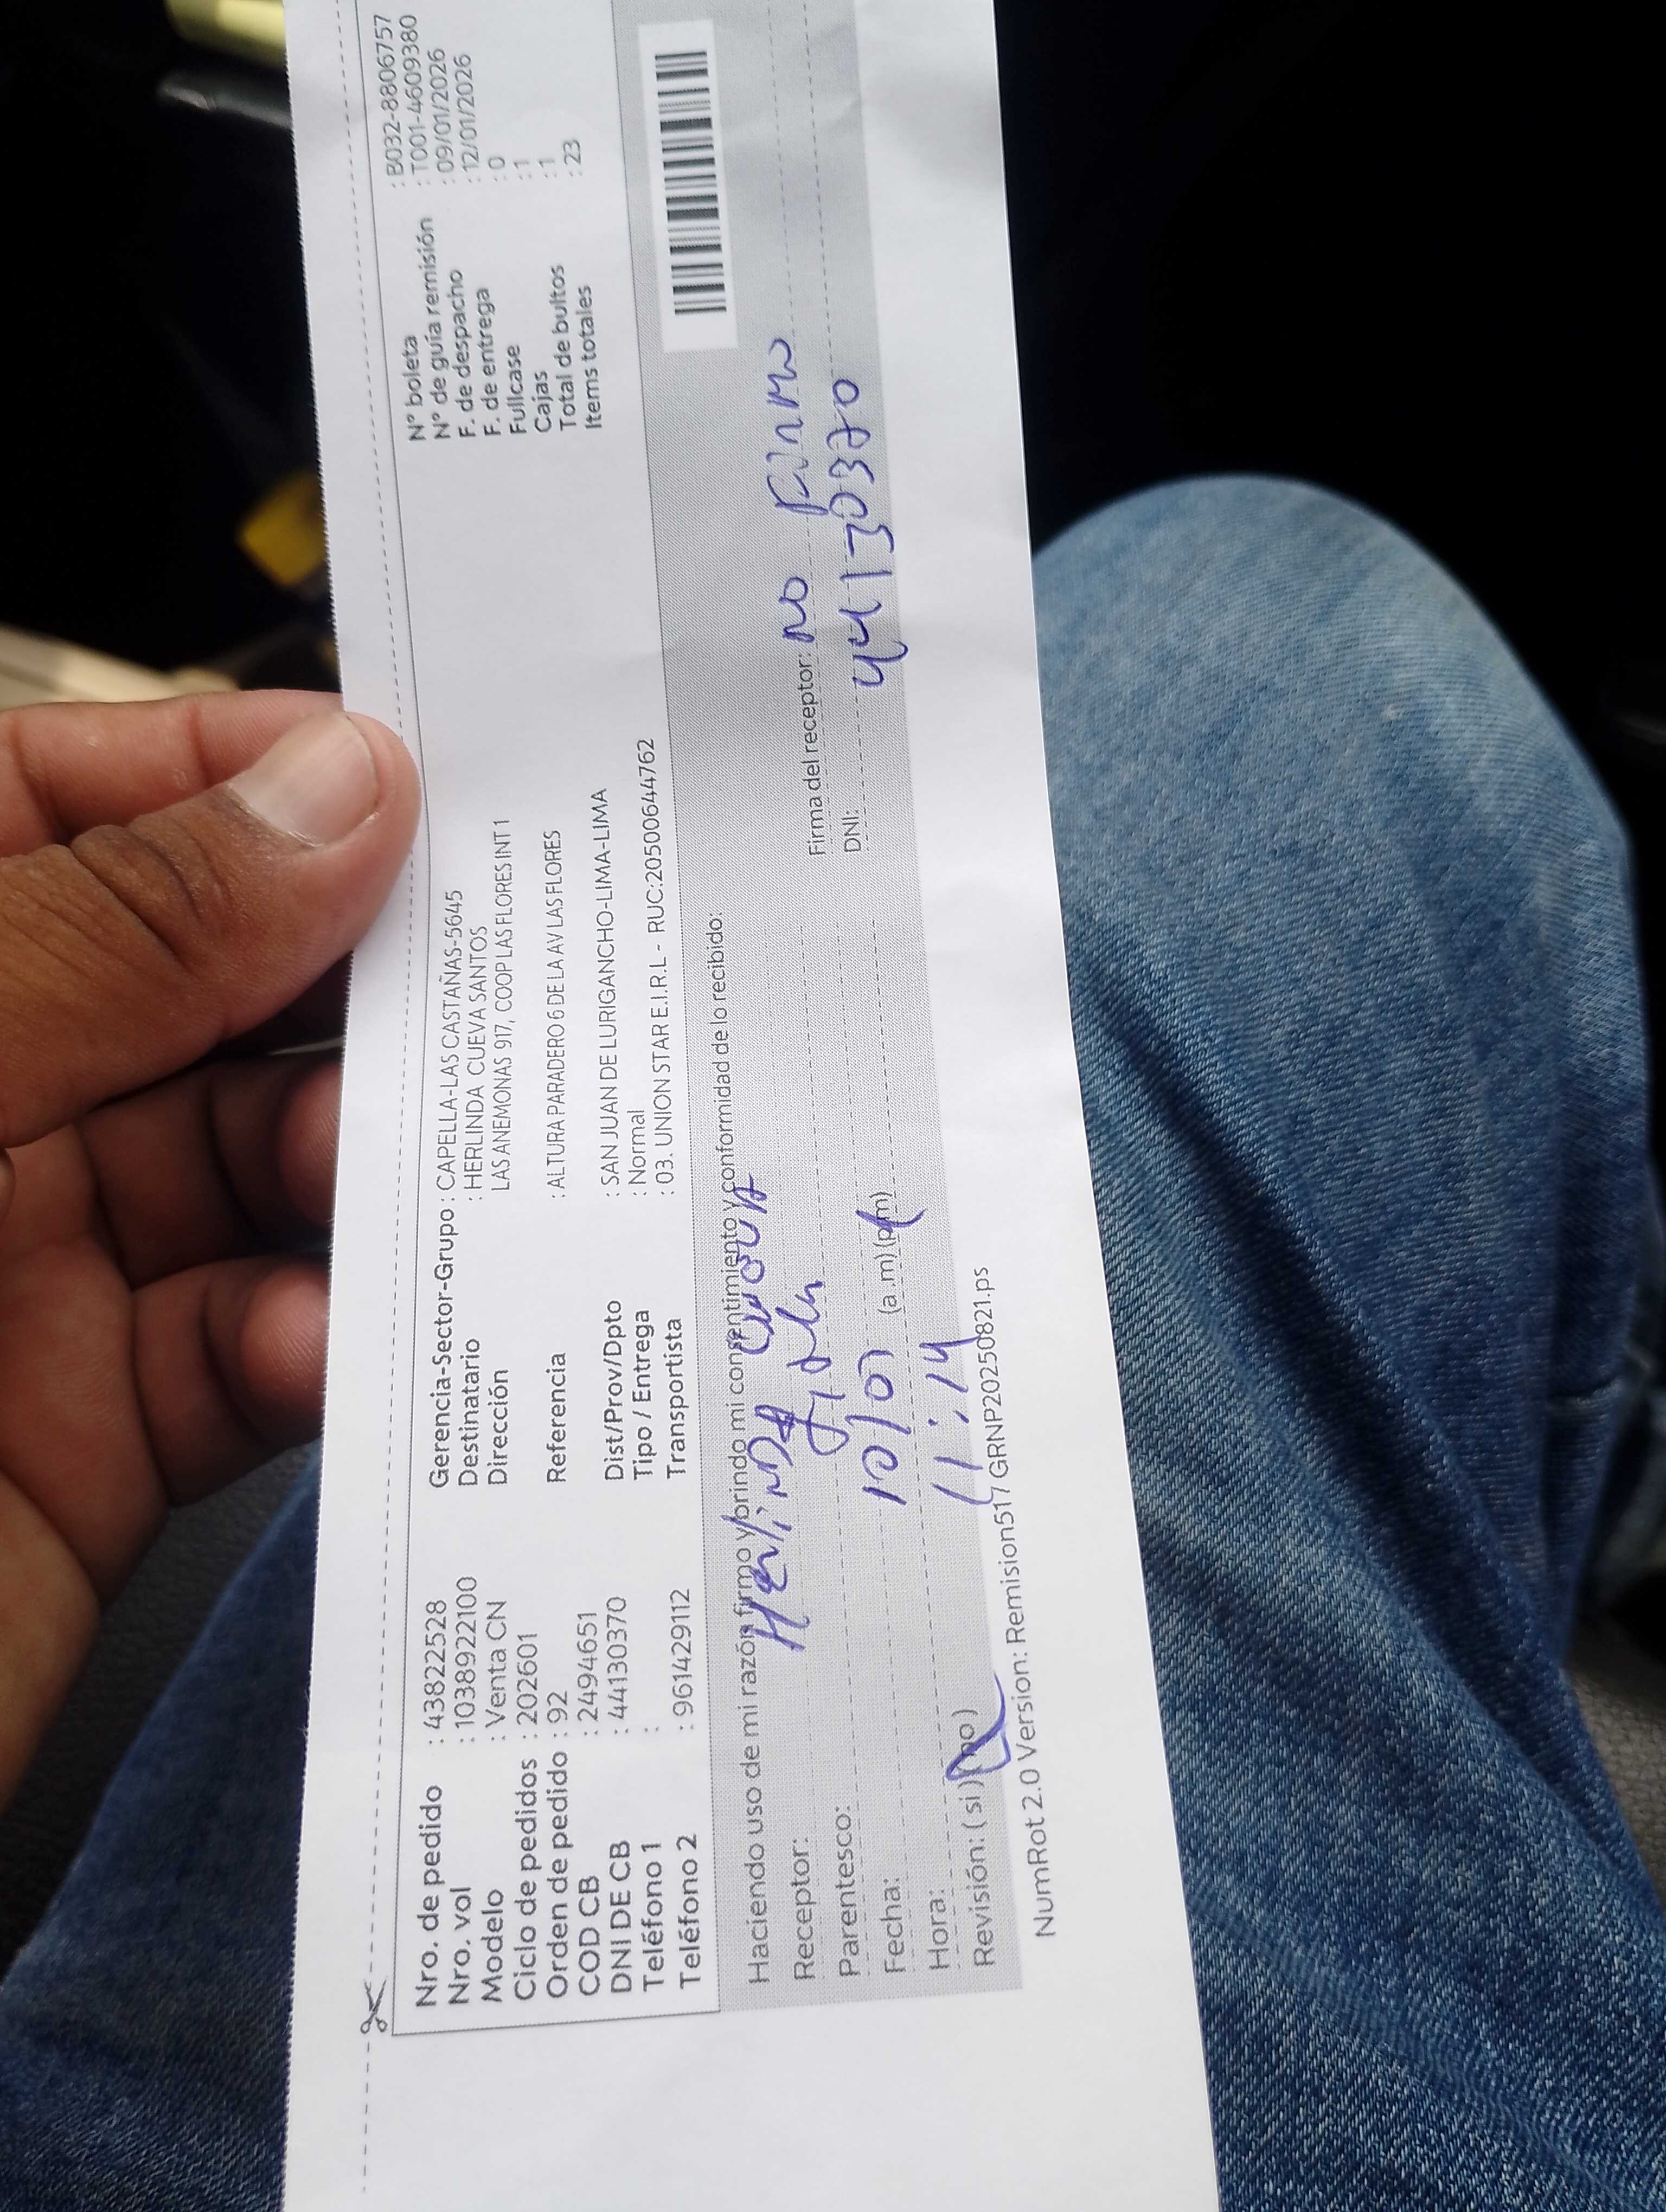 Nro. de pedido : 43822528
Nro. vol : 1038922100
Modelo : Venta CN
Ciclo de pedidos : 202601
Orden de pedido : 92
COD CB : 2494651
DNI DE CB : 44130370
Teléfono 1 :
Teléfono 2 : 961429112
Gerencia-Sector-Grupo : CAPELLA-LAS CASTAÑAS-5645
Destinatario : HERLINDA CUEVA SANTOS
Dirección LAS ANEMONAS 917, COOP LAS FLORES INT 1
Referencia : ALTURA PARADERO 6 DE LA AV LAS FLORES
Dist/Prov/Dpto : SAN JUAN DE LURIGANCHO-LIMA-LIMA
Tipo / Entrega : Normal
Transportista : 03. UNION STAR E.I.R.L - RUC:20500644762
N° boleta : B032-8806757
N° de guía remisión : T001-4609380
F. de despacho : 09/01/2026
F. de entrega : 12/01/2026
Fullcase : 0
Cajas : 1
Total de bultos : 1
Items totales : 23
Haciendo uso de mi razón firmo y brindo mi consentimiento y conformidad de lo recibido:
Receptor: Herlinda Cueva
Parentesco:
Fecha: 10/01
Hora: 11:14 (a.m) (p.m)
Revisión: ( si ) ( no )
Firma del receptor: no Firmo
DNI: 44130370
NumRot 2.0 Version: Remision517 GRNP20250821.ps